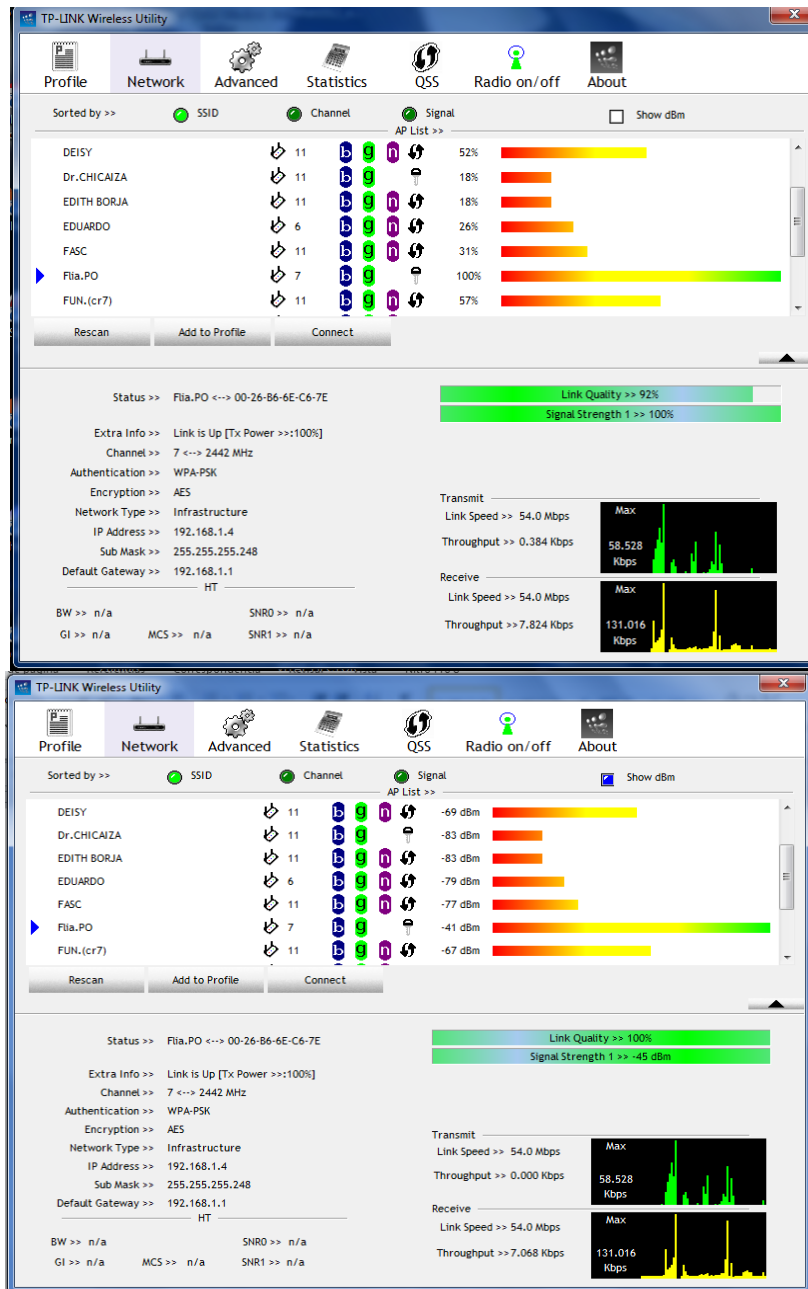 TP-LINK Wireless Utility
Profile Network Advanced Statistics QSS Radio on/off About
Sorted by >> SSID Channel Signal Show dBm
AP List >>
DEISY 11 b g n 52%
Dr.CHICAIZA 11 b g 18%
EDITH BORJA 11 b g n 18%
EDUARDO 6 b g n 26%
FASC 11 b g n 31%
Flia.PO 7 b g 100%
FUN.(cr7) 11 b g n 57%
Rescan Add to Profile Connect
Status >> Flia.PO <--> 00-26-B6-6E-C6-7E
Extra Info >> Link is Up [Tx Power >>:100%]
Channel >> 7 <--> 2442 MHz
Authentication >> WPA-PSK
Encryption >> AES
Network Type >> Infrastructure
IP Address >> 192.168.1.4
Sub Mask >> 255.255.255.248
Default Gateway >> 192.168.1.1
HT
BW >> n/a SNR0 >> n/a
GI >> n/a MCS >> n/a SNR1 >> n/a
Link Quality >> 92%
Signal Strength 1 >> 100%
Transmit
Link Speed >> 54.0 Mbps
Throughput >> 0.384 Kbps
Max
58.528
Kbps
Receive
Link Speed >> 54.0 Mbps
Throughput >> 7.824 Kbps
Max
131.016
Kbps
TP-LINK Wireless Utility
Profile Network Advanced Statistics QSS Radio on/off About
Sorted by >> SSID Channel Signal Show dBm
AP List >>
DEISY 11 b g n -69 dBm
Dr.CHICAIZA 11 b g -83 dBm
EDITH BORJA 11 b g n -83 dBm
EDUARDO 6 b g n -79 dBm
FASC 11 b g n -77 dBm
Flia.PO 7 b g -41 dBm
FUN.(cr7) 11 b g n -67 dBm
Rescan Add to Profile Connect
Status >> Flia.PO <--> 00-26-B6-6E-C6-7E
Extra Info >> Link is Up [Tx Power >>:100%]
Channel >> 7 <--> 2442 MHz
Authentication >> WPA-PSK
Encryption >> AES
Network Type >> Infrastructure
IP Address >> 192.168.1.4
Sub Mask >> 255.255.255.248
Default Gateway >> 192.168.1.1
HT
BW >> n/a SNR0 >> n/a
GI >> n/a MCS >> n/a SNR1 >> n/a
Link Quality >> 100%
Signal Strength 1 >> -45 dBm
Transmit
Link Speed >> 54.0 Mbps
Throughput >> 0.000 Kbps
Max
58.528
Kbps
Receive
Link Speed >> 54.0 Mbps
Throughput >> 7.068 Kbps
Max
131.016
Kbps